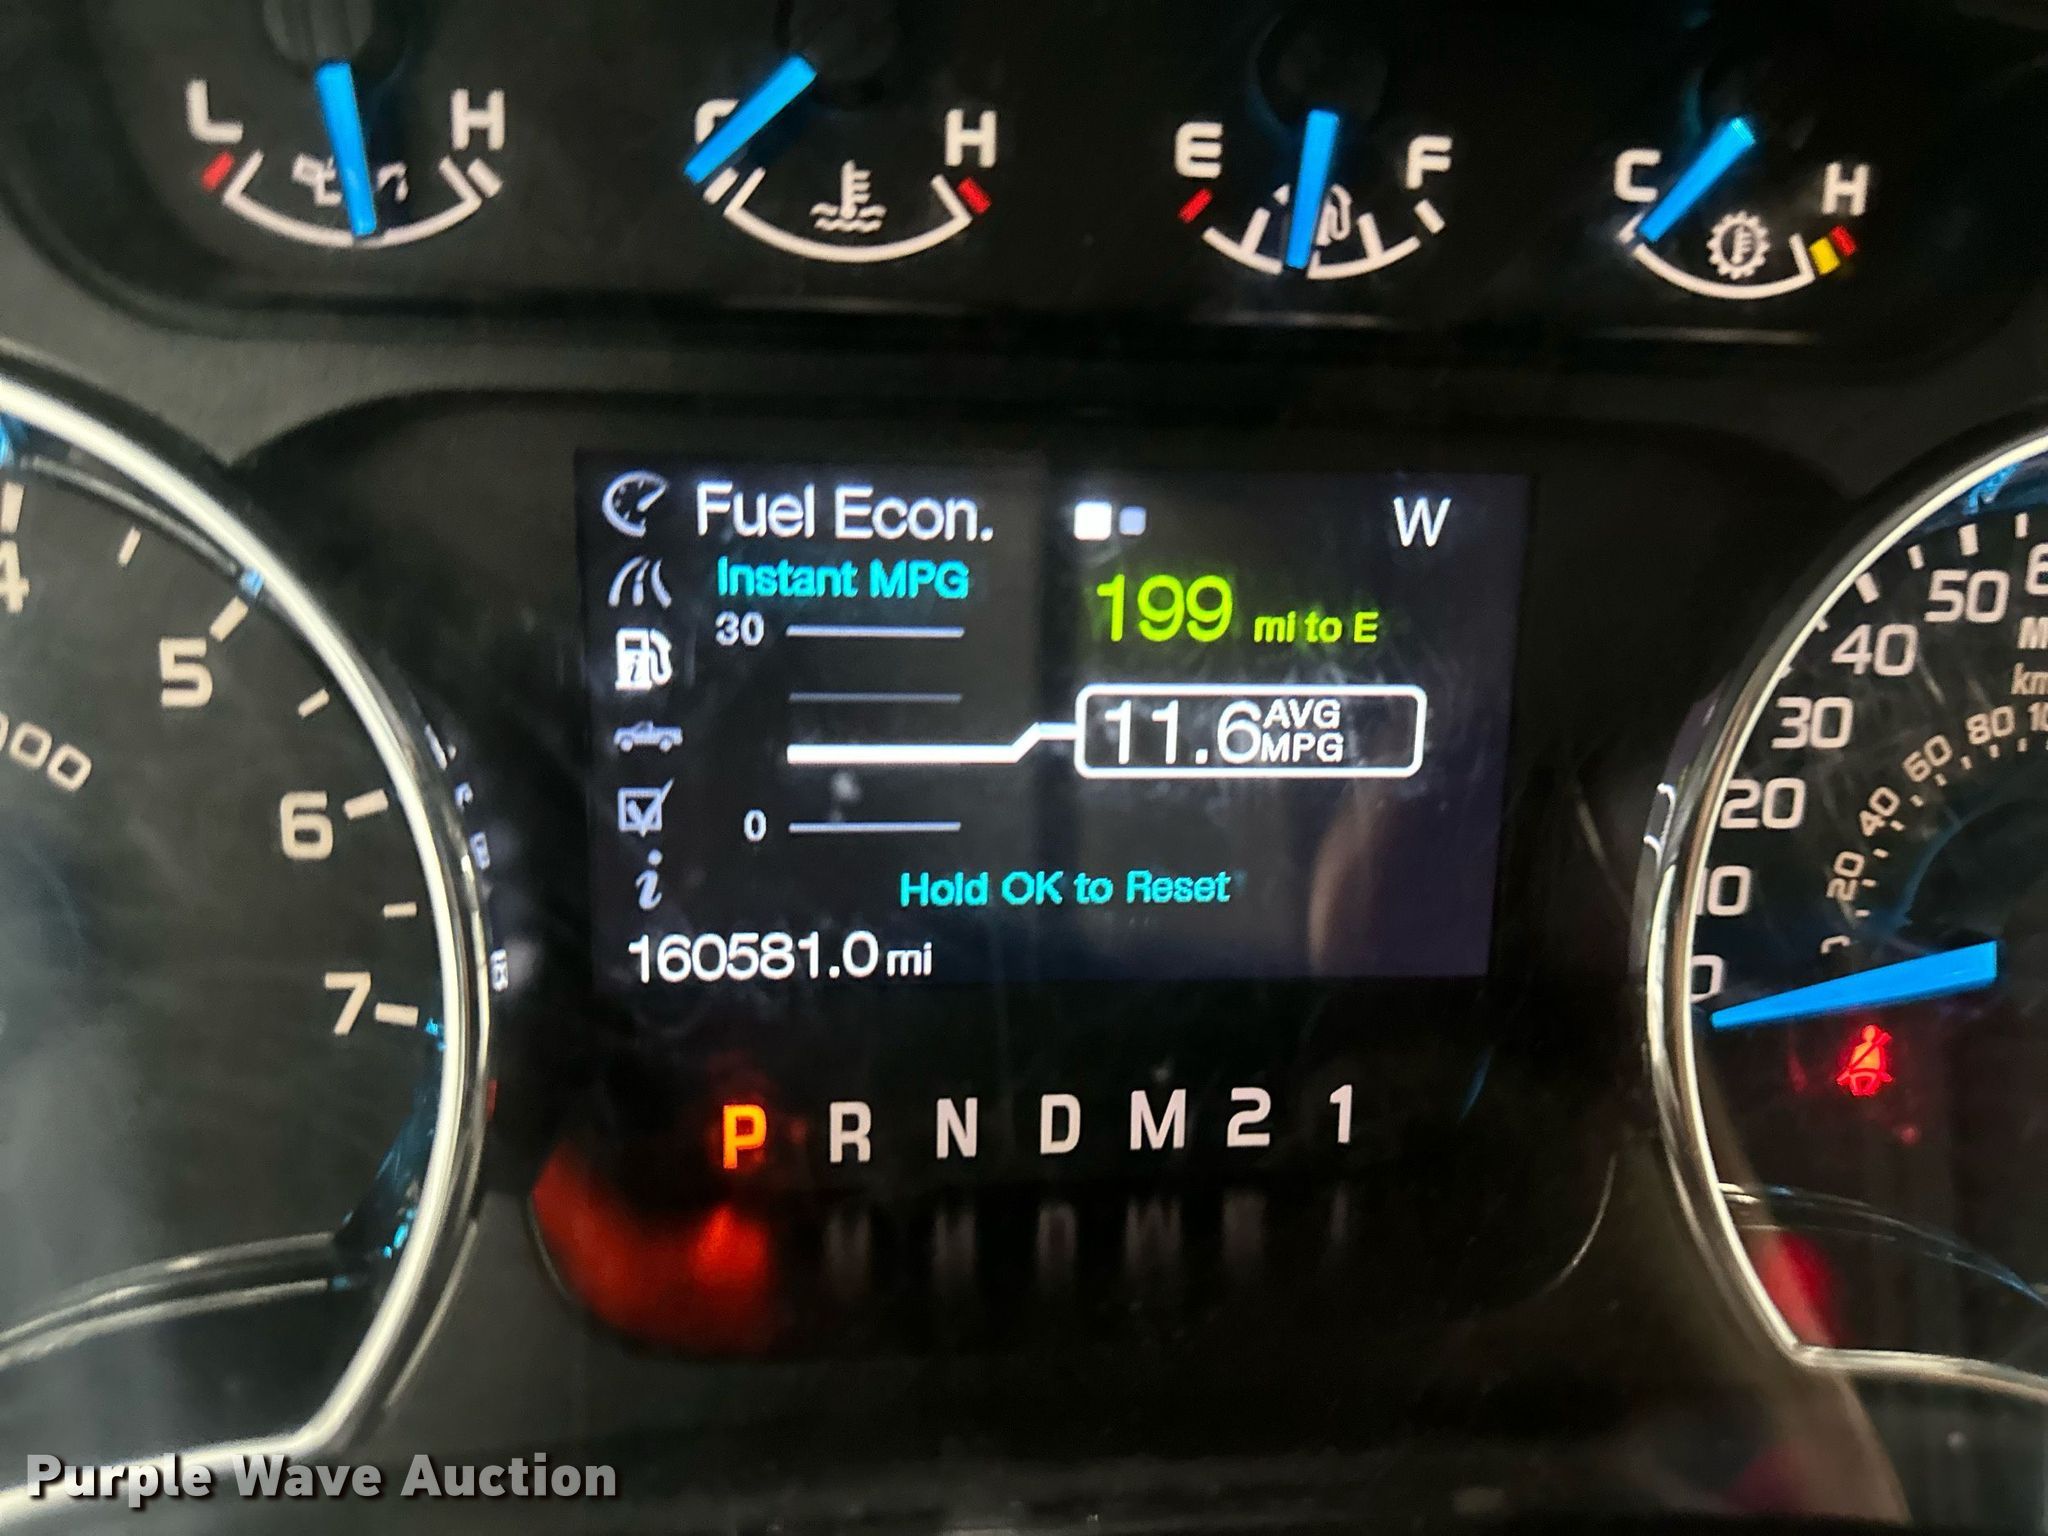 L H H E F C H
Fuel Econ. W
Instant MPG
30
199 mi to E
11.6 AVG MPG
0
Hold OK to Reset
160581.0 mi
P R N D M 2 1
4
5
6
7
000
50
40
30
20
10
0
80
60
40
20
Purple Wave Auction